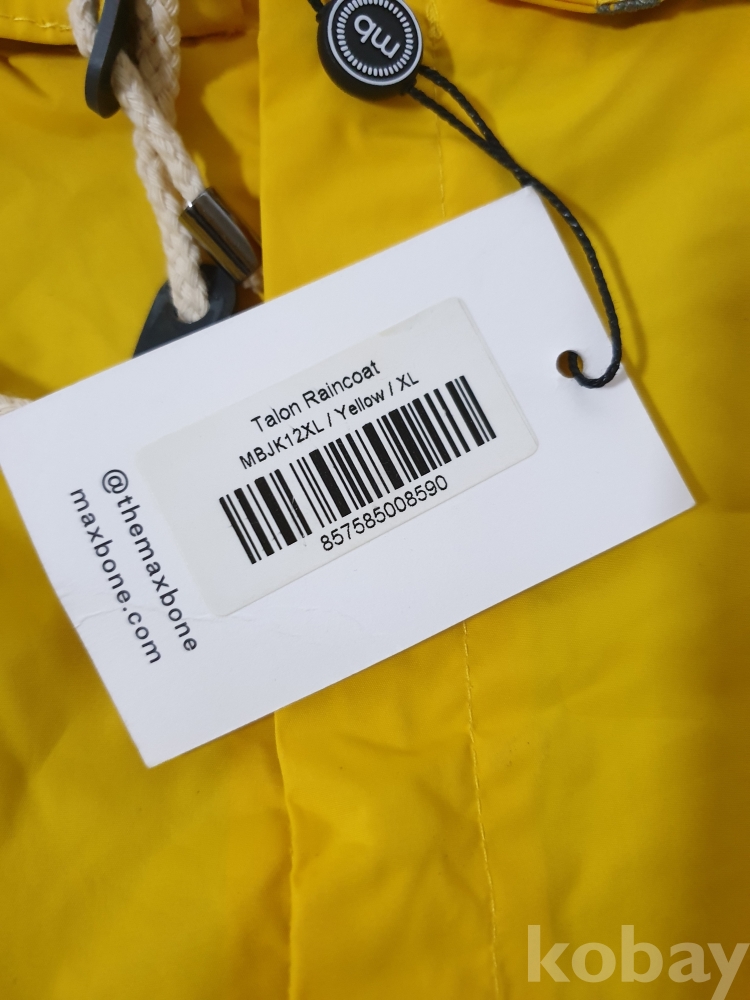 mb
Talon Raincoat
MBJK12XL / Yellow / XL
857585008590
@themaxbone
maxbone.com
kobay